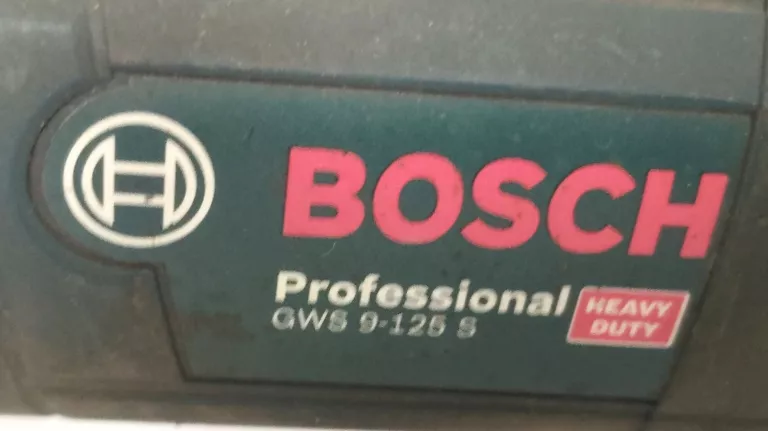 BOSCH
Professional
GWS 9-125 S
HEAVY
DUTY